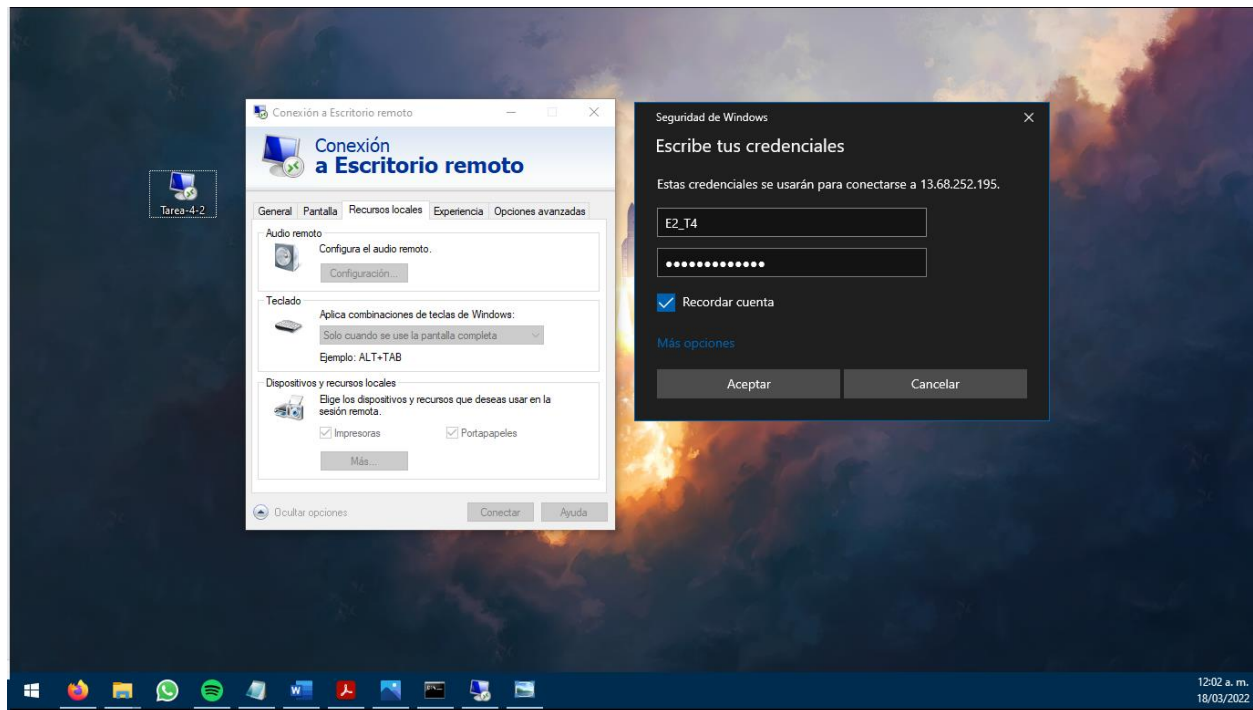 Tarea-4-2
Conexión a Escritorio remoto
Conexión
a Escritorio remoto
General Pantalla Recursos locales Experiencia Opciones avanzadas
Audio remoto
Configura el audio remoto.
Configuración...
Teclado
Aplica combinaciones de teclas de Windows:
Solo cuando se use la pantalla completa
Ejemplo: ALT+TAB
Dispositivos y recursos locales
Elige los dispositivos y recursos que deseas usar en la
sesión remota.
Impresoras Portapapeles
Más...
Ocultar opciones Conectar Ayuda
Seguridad de Windows
Escribe tus credenciales
Estas credenciales se usarán para conectarse a 13.68.252.195.
E2_T4
●●●●●●●●●●●●●
Recordar cuenta
Más opciones
Aceptar Cancelar
12:02 a. m.
18/03/2022